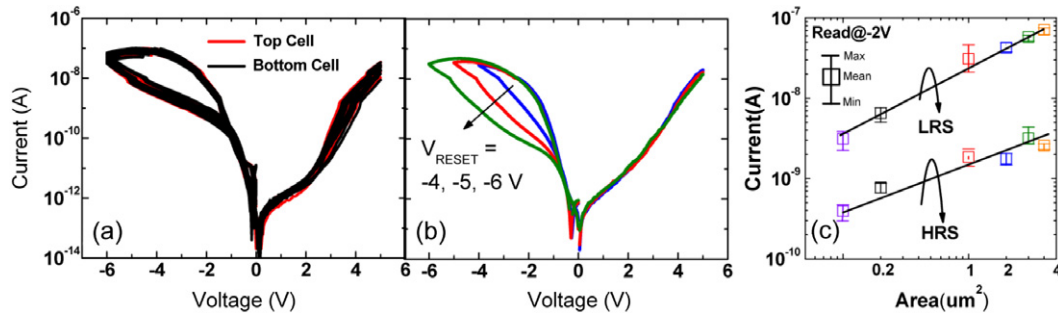 10⁻⁶
10⁻⁸
10⁻¹⁰
10⁻¹²
10⁻¹⁴
Current (A)
Top Cell
Bottom Cell
(a)
-6 -4 -2 0 2 4 6
Voltage (V)
V_RESET =
-4, -5, -6 V
(b)
-6 -4 -2 0 2 4 6
Voltage (V)
10⁻⁷
10⁻⁸
10⁻⁹
10⁻¹⁰
Current(A)
Read@-2V
Max
Mean
Min
LRS
HRS
(c)
0.2 1 2 4
Area(um²)